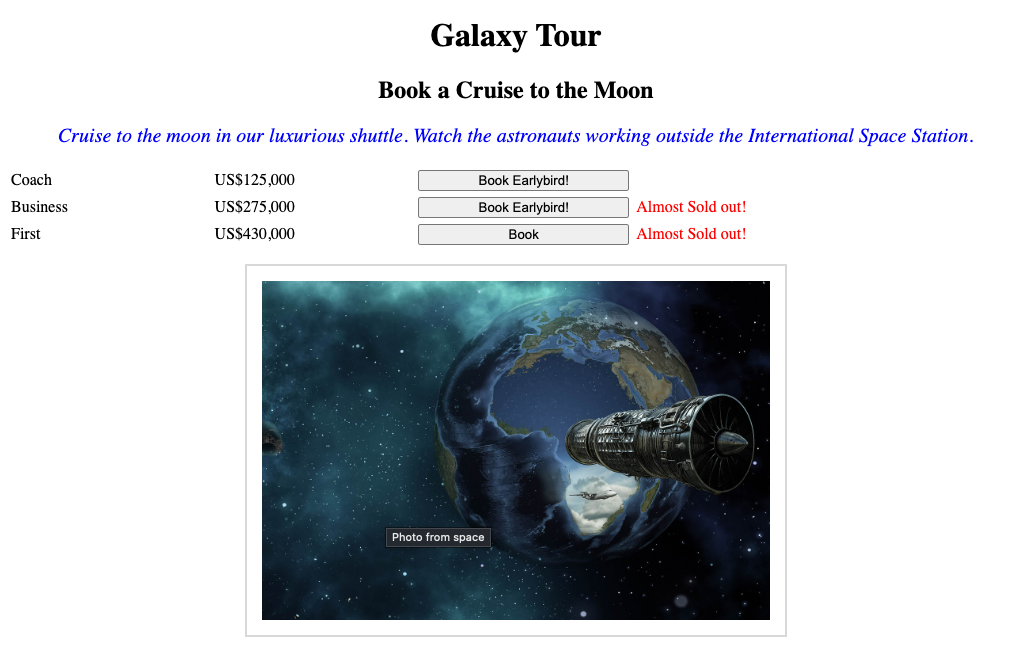 Galaxy Tour
Book a Cruise to the Moon
Cruise to the moon in our luxurious shuttle. Watch the astronauts working outside the International Space Station.
Coach US$125,000 Book Earlybird!
Business US$275,000 Book Earlybird! Almost Sold out!
First US$430,000 Book Almost Sold out!
Photo from space